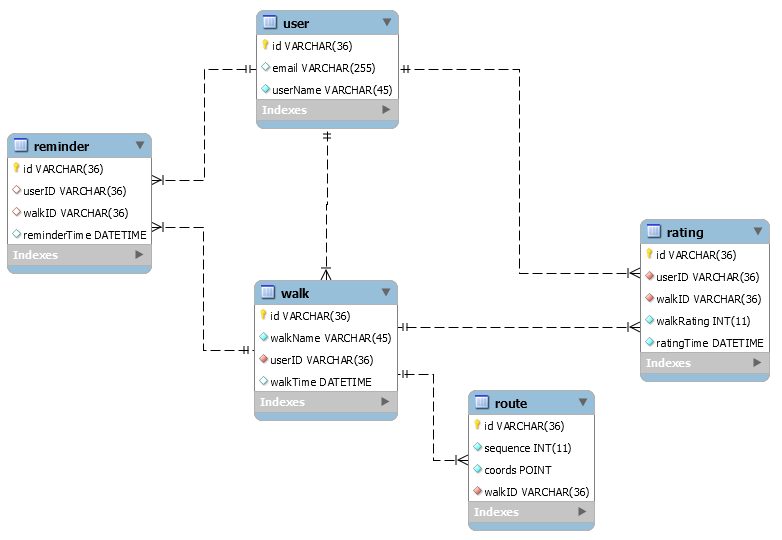 user
id VARCHAR(36)
email VARCHAR(255)
userName VARCHAR(45)
Indexes
reminder
id VARCHAR(36)
userID VARCHAR(36)
walkID VARCHAR(36)
reminderTime DATETIME
Indexes
rating
id VARCHAR(36)
userID VARCHAR(36)
walkID VARCHAR(36)
walkRating INT(11)
ratingTime DATETIME
Indexes
walk
id VARCHAR(36)
walkName VARCHAR(45)
userID VARCHAR(36)
walkTime DATETIME
Indexes
route
id VARCHAR(36)
sequence INT(11)
coords POINT
walkID VARCHAR(36)
Indexes